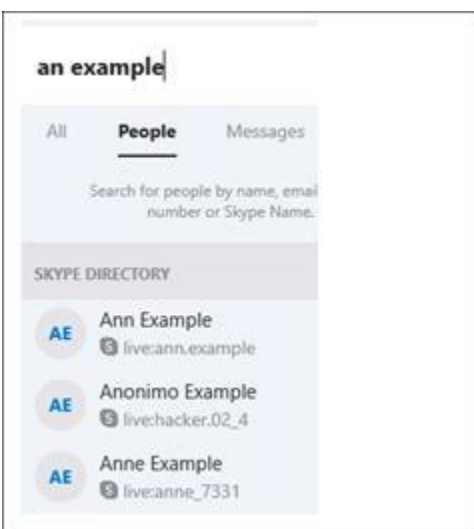 an example
All People Messages
Search for people by name, emai
number or Skype Name.
SKYPE DIRECTORY
AE Ann Example
live:ann.example
AE Anonimo Example
live:hacker.02_4
AE Anne Example
live:anne_7331